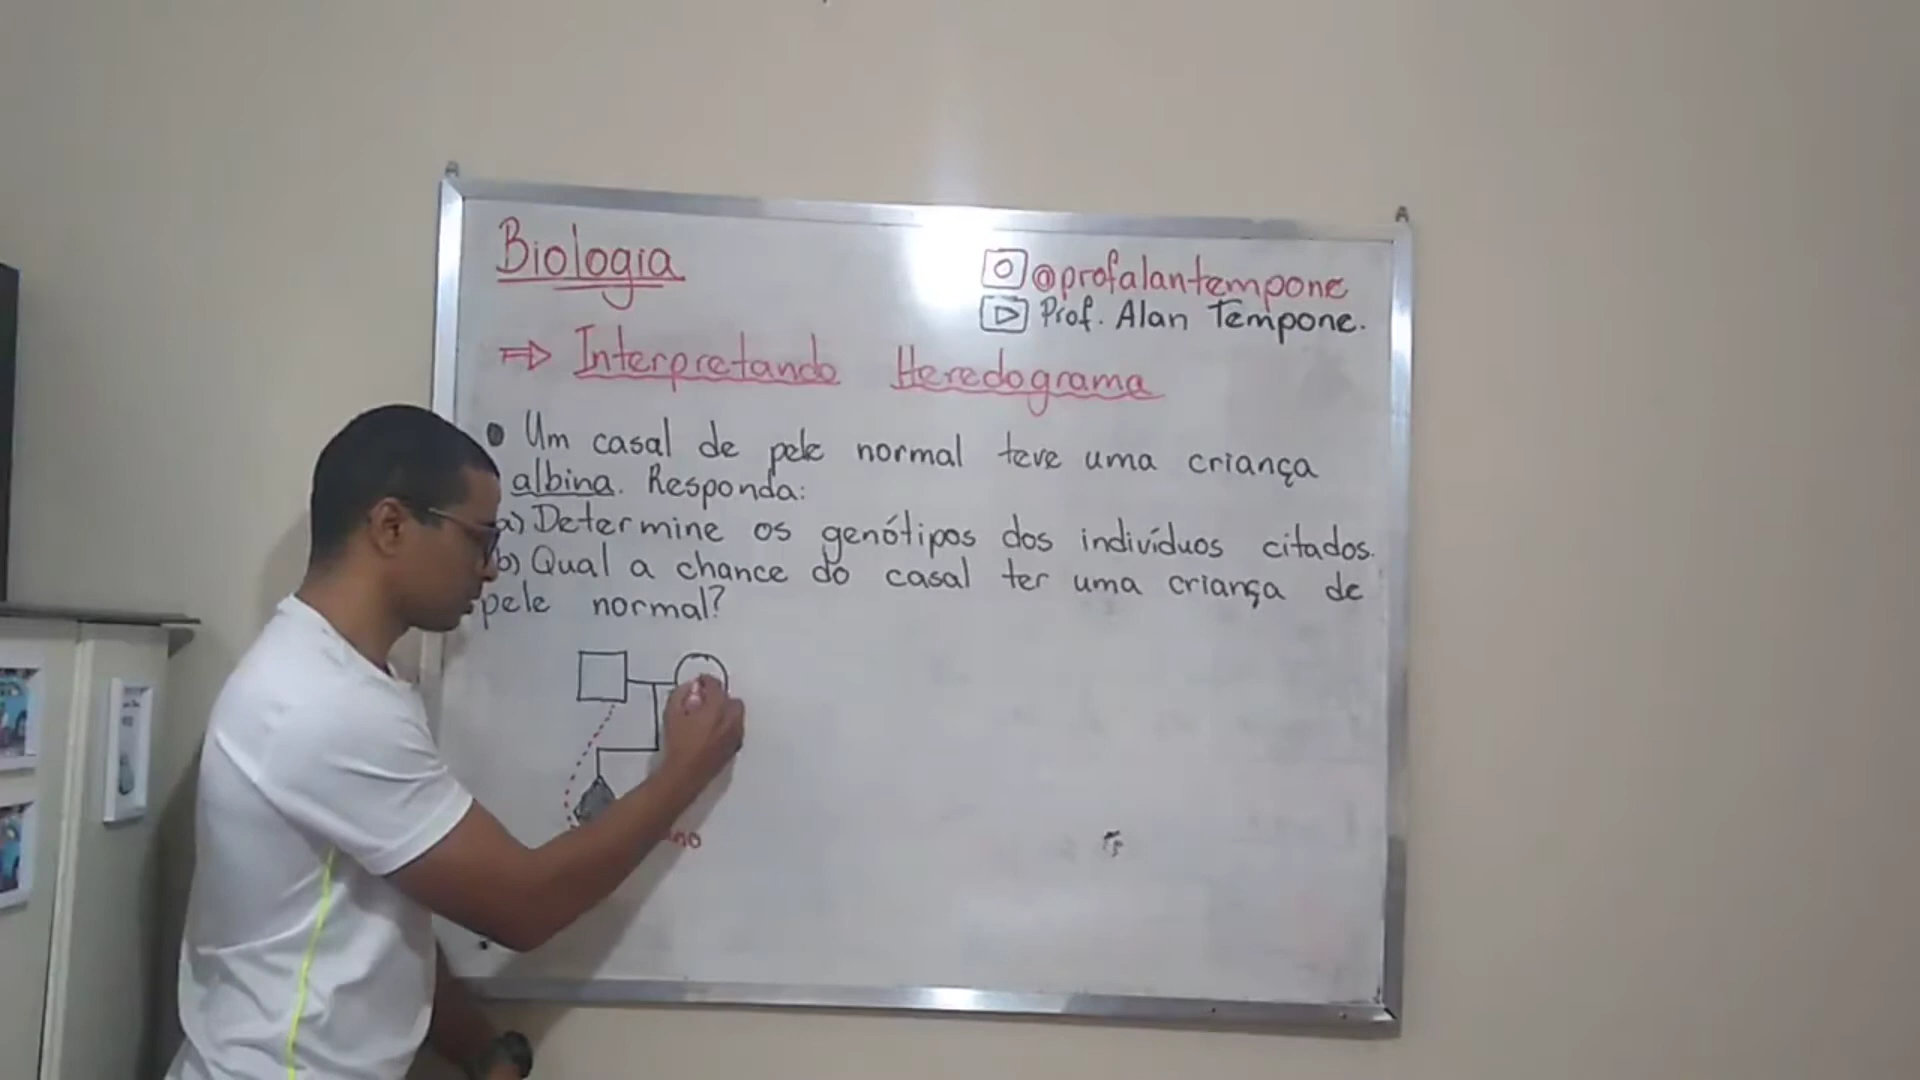 Biologia
@profalantempone
Prof. Alan Tempone.
⇒ Interpretando Heredograma
• Um casal de pele normal teve uma criança
albina. Responda:
a) Determine os genótipos dos indivíduos citados.
b) Qual a chance do casal ter uma criança de
pele normal?